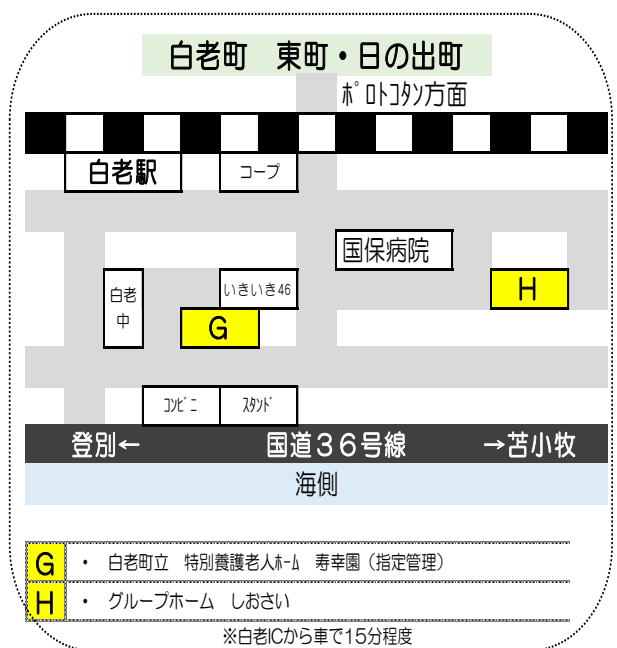 白老町　東町・日の出町
ﾎﾟﾛﾄｺﾀﾝ方面
白老駅
コープ
国保病院
白老
中
いきいき46
H
G
ｺﾝﾋﾞﾆ
ｽﾀﾝﾄﾞ
登別←
国道３６号線
→苫小牧
海側
G ・ 白老町立　特別養護老人ﾎｰﾑ　寿幸園（指定管理）
H ・ グループホーム　しおさい
※白老ICから車で15分程度